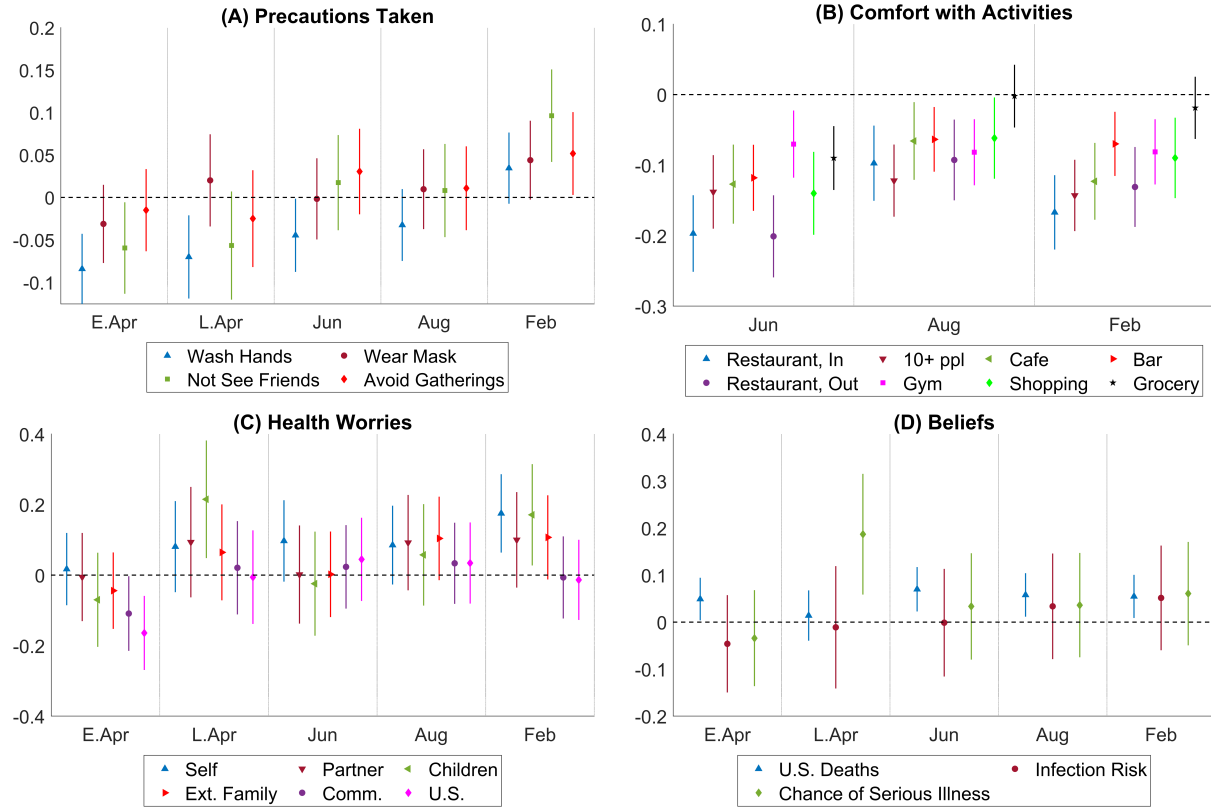 (A) Precautions Taken
0.2
0.15
0.1
0.05
0
-0.05
-0.1
E.Apr L.Apr Jun Aug Feb
Wash Hands Wear Mask
Not See Friends Avoid Gatherings
(B) Comfort with Activities
0.1
0
-0.1
-0.2
-0.3
Jun Aug Feb
Restaurant, In 10+ ppl Cafe Bar
Restaurant, Out Gym Shopping Grocery
(C) Health Worries
0.4
0.2
0
-0.2
-0.4
E.Apr L.Apr Jun Aug Feb
Self Partner Children
Ext. Family Comm. U.S.
(D) Beliefs
0.4
0.3
0.2
0.1
0
-0.1
-0.2
E.Apr L.Apr Jun Aug Feb
U.S. Deaths Infection Risk
Chance of Serious Illness